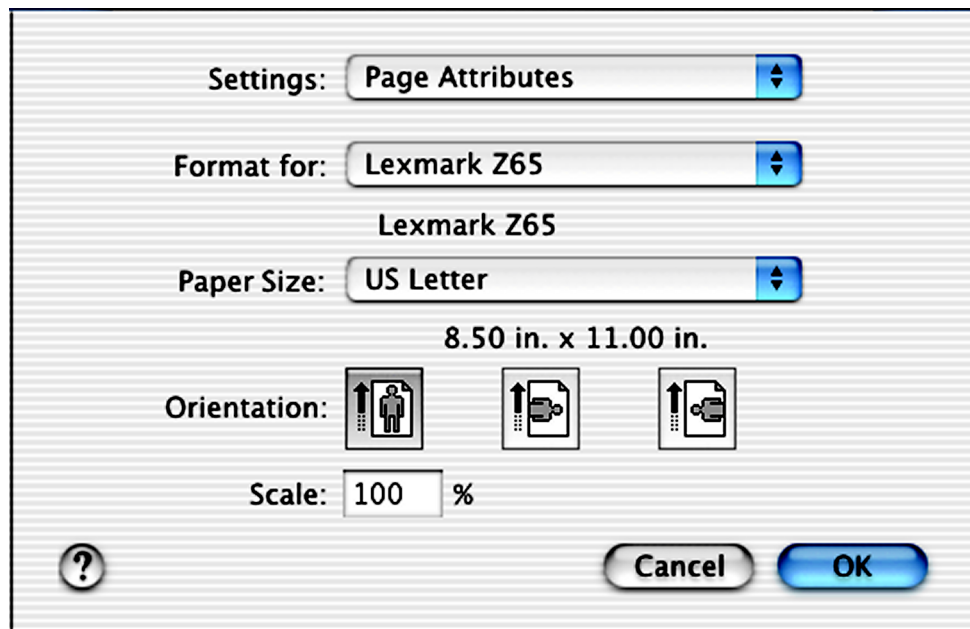 Settings: Page Attributes
Format for: Lexmark Z65
Lexmark Z65
Paper Size: US Letter
8.50 in. x 11.00 in.
Orientation:
Scale: 100 %
? Cancel OK